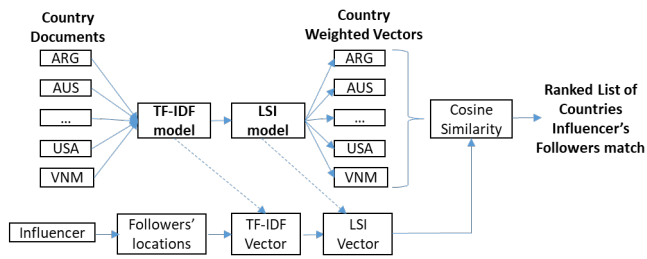 Country
Documents
ARG
AUS
...
USA
VNM
TF-IDF
model
LSI
model
Country
Weighted Vectors
ARG
AUS
...
USA
VNM
Cosine
Similarity
Ranked List of
Countries
Influencer's
Followers match
Influencer
Followers'
locations
TF-IDF
Vector
LSI
Vector